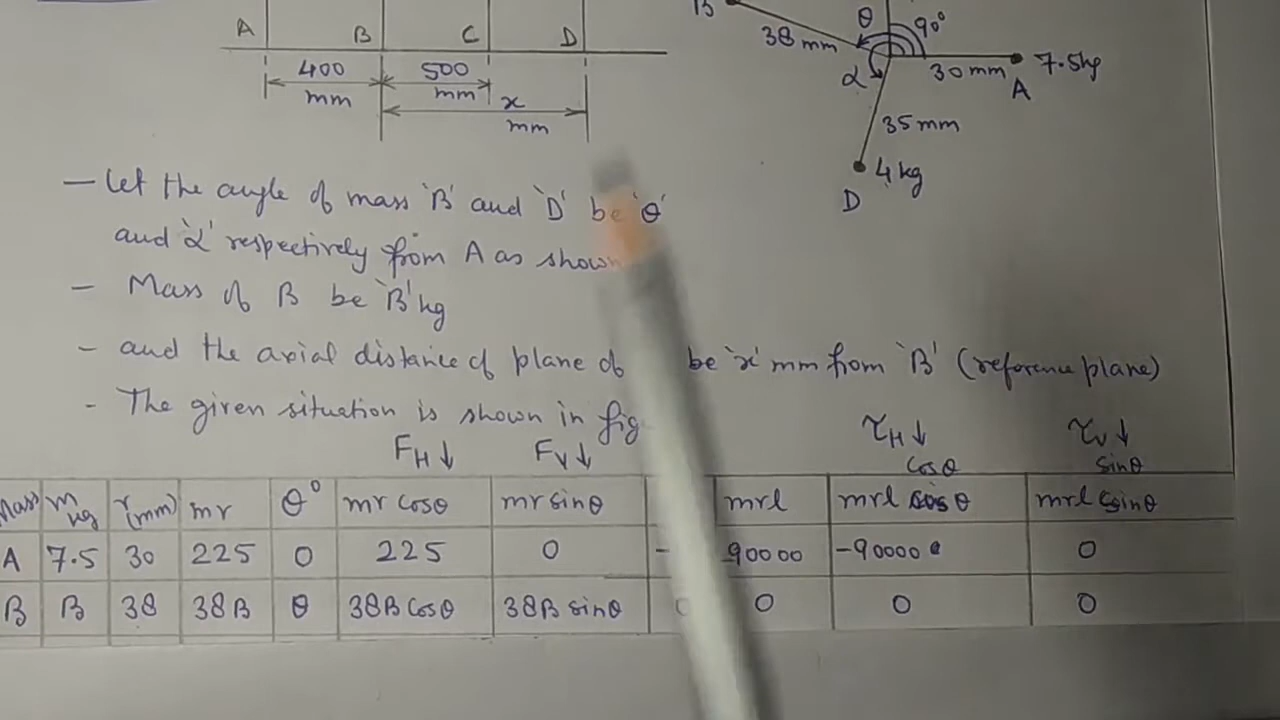 A B C D
400 mm
500 mm
x mm
38 mm
θ
90°
α
30mm
7.5kg
A
35 mm
4 kg
D
- Let the angle of mass 'B' and 'D' be 'θ'
and 'α' respectively from A as shown
- Mass of B be 'B' kg
- and the axial distance of plane of be 'x' mm from 'B' (reference plane)
- The given situation is shown in fig
FH↓ FV↓ τH↓ τV↓
cosθ sinθ
Mass m kg r(mm) mr θ° mr cosθ mr sinθ mrl mrl cosθ mrl sinθ
A 7.5 30 225 0 225 0 - 90000 -90000 0
B B 38 38B θ 38B cosθ 38B sinθ 0 0 0